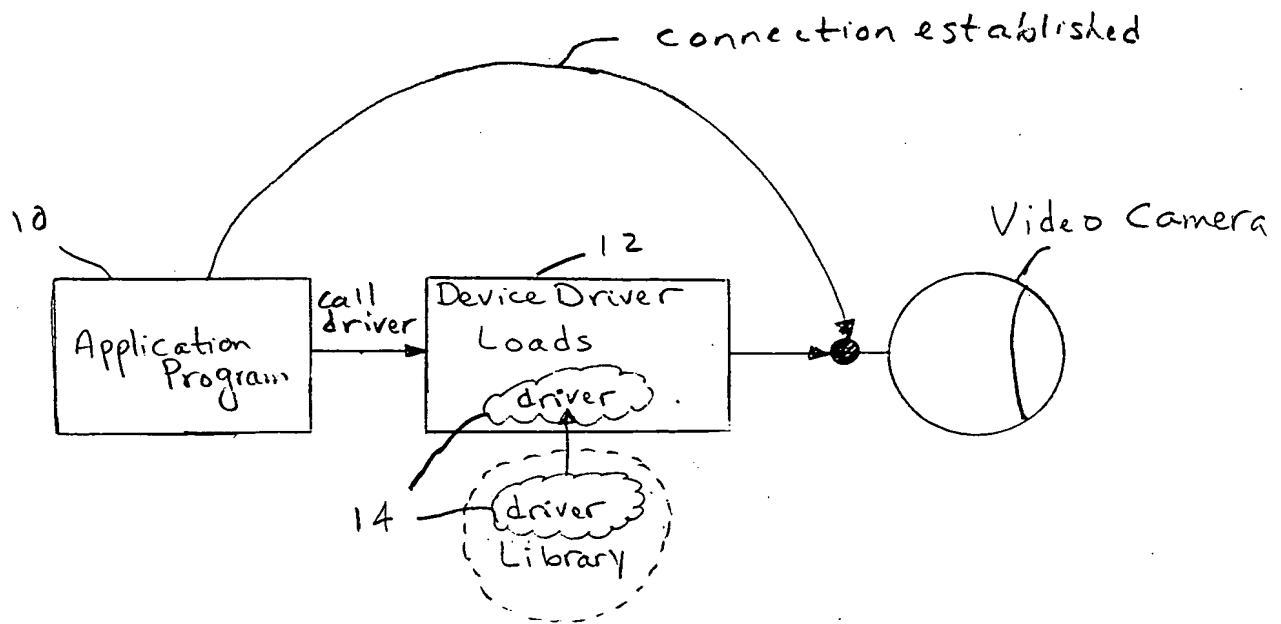 connection established
10
12
Video Camera
call
driver
Device Driver
Loads
Application
Program
driver
14
driver
Library